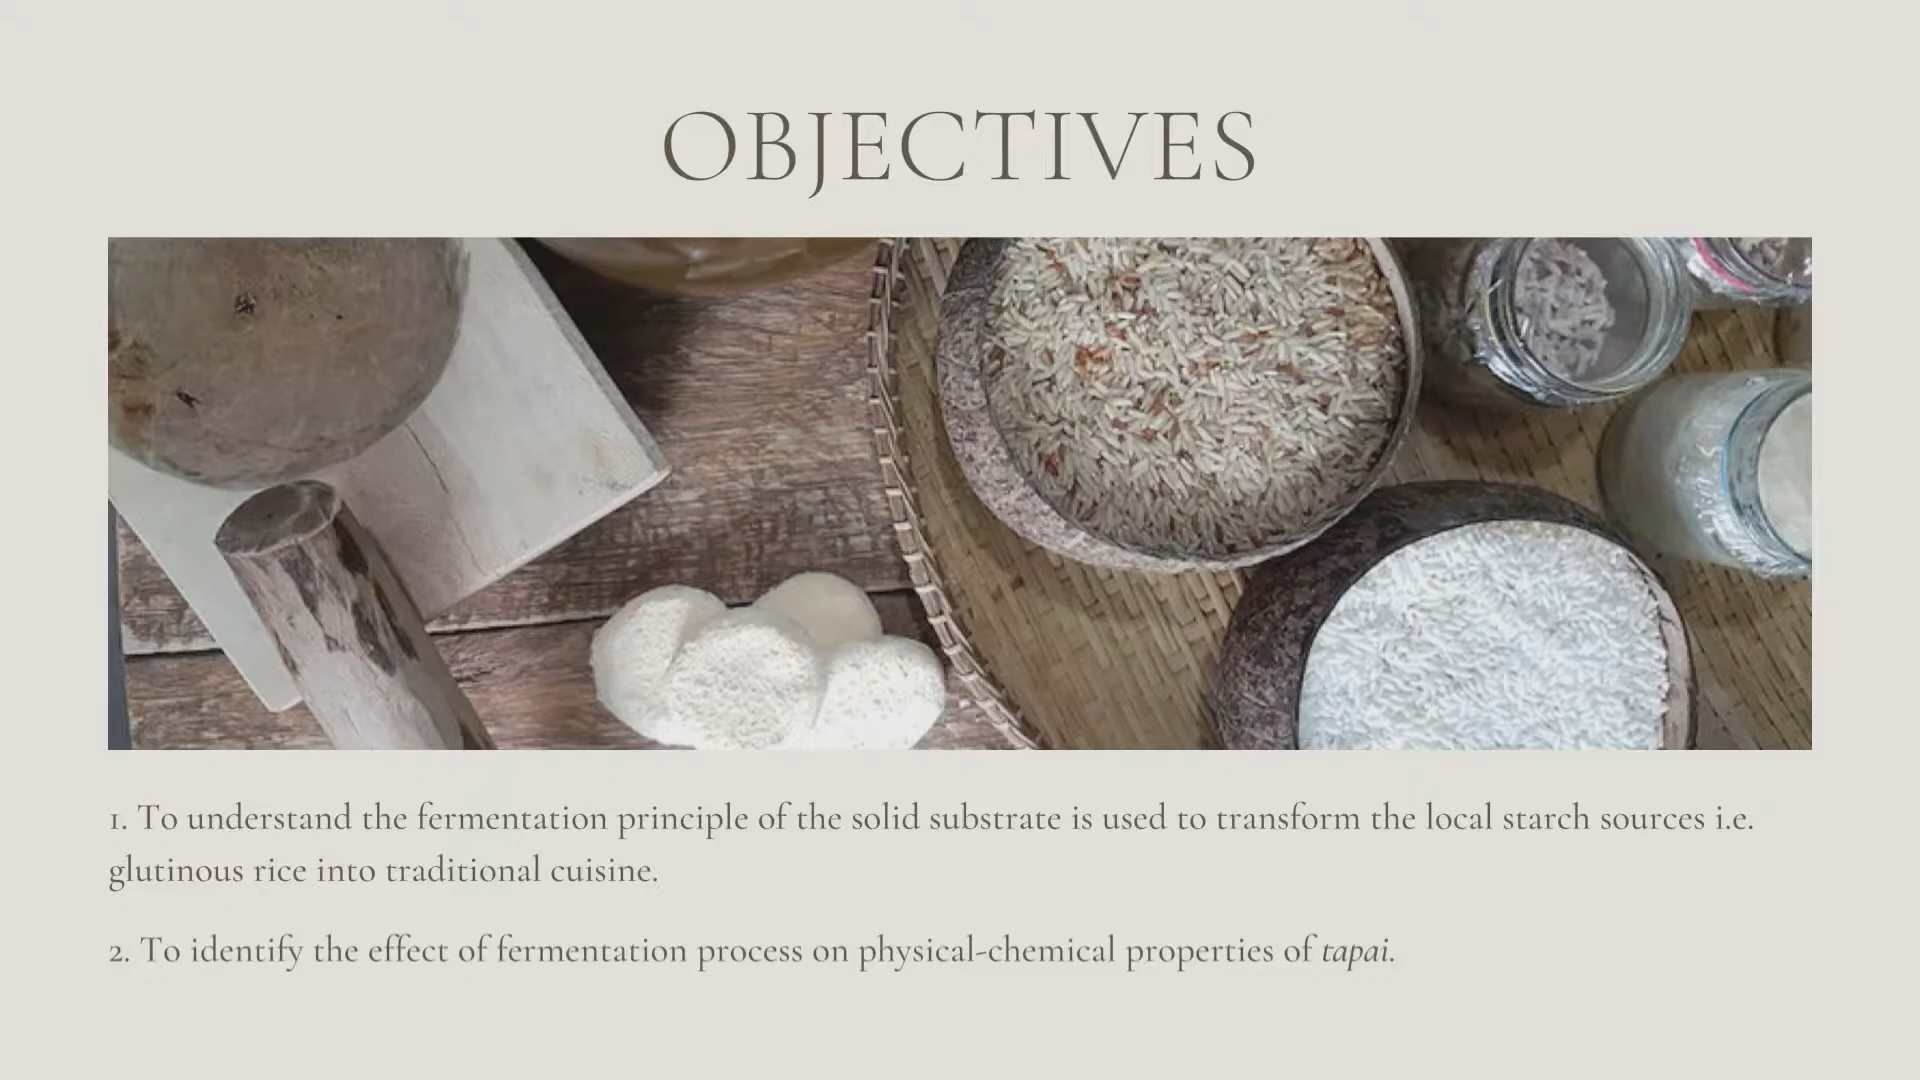 OBJECTIVES
1. To understand the fermentation principle of the solid substrate is used to transform the local starch sources i.e.
glutinous rice into traditional cuisine.
2. To identify the effect of fermentation process on physical-chemical properties of tapai.